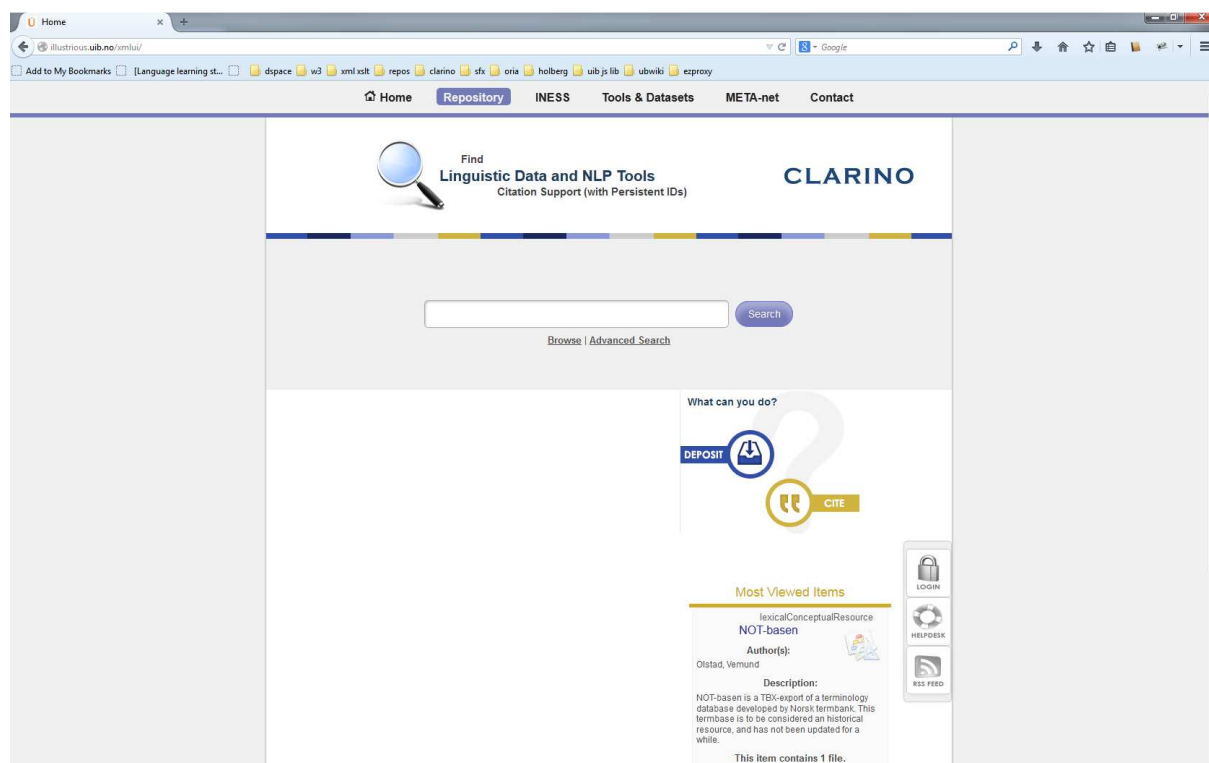 Home
illustrious.uib.no/xmlui/
Google
Add to My Bookmarks [Language learning st... dspace w3 xml xslt repos clarino sfx oria holberg uib js lib ubwiki ezproxy
Home Repository INESS Tools & Datasets META-net Contact
Find
Linguistic Data and NLP Tools
Citation Support (with Persistent IDs)
CLARINO
Search
Browse | Advanced Search
What can you do?
DEPOSIT
CITE
LOGIN
HELPDESK
RSS FEED
Most Viewed Items
lexicalConceptualResource
NOT-basen
Author(s):
Olstad, Vemund
Description:
NOT-basen is a TBX-export of a terminology
database developed by Norsk termbank. This
termbase is to be considered an historical
resource, and has not been updated for a
while.
This item contains 1 file.